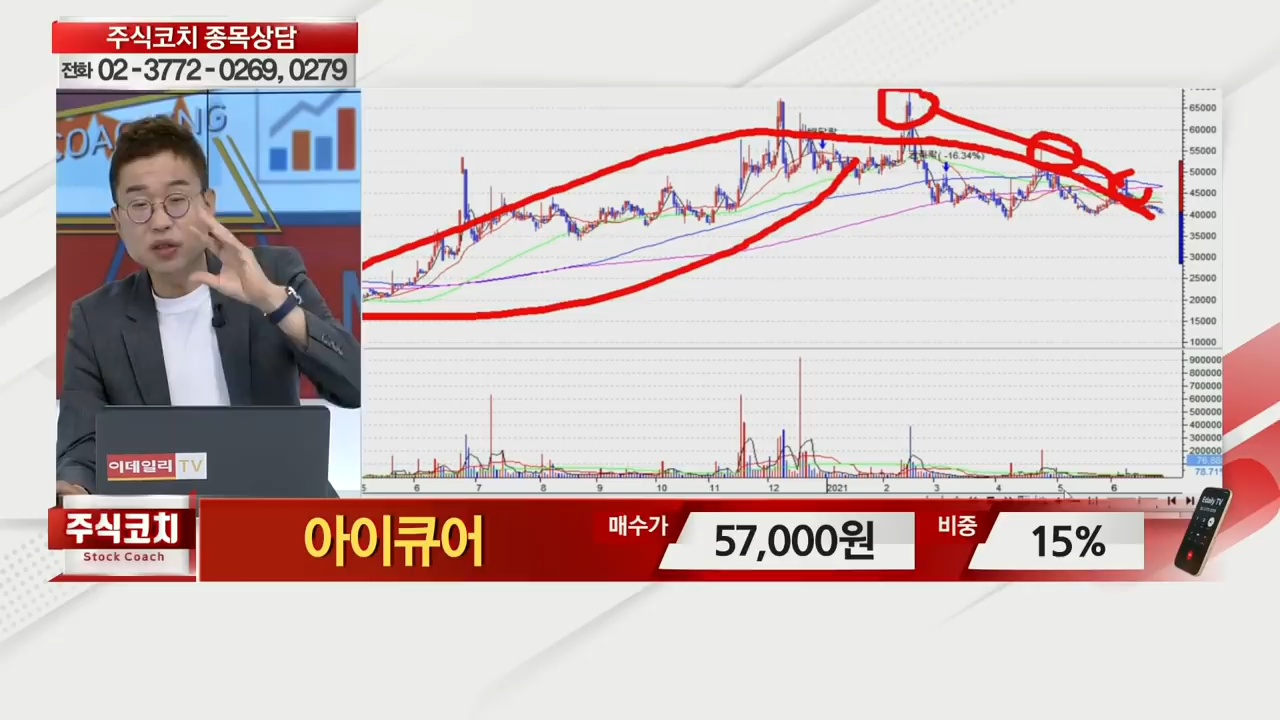 주식코치 종목상담
전화 02-3772-0269, 0279
COACHING
이데일리 TV
65000
60000
55000
50000
45000
40000
35000
30000
25000
20000
15000
10000
(-16.34%)
900000
800000
700000
600000
500000
400000
300000
200000
78.71%
5 6 7 8 9 10 11 12 2021 2 3 4 5 6
주식코치
Stock Coach
아이큐어
매수가
57,000원
비중
15%
Edaily TV